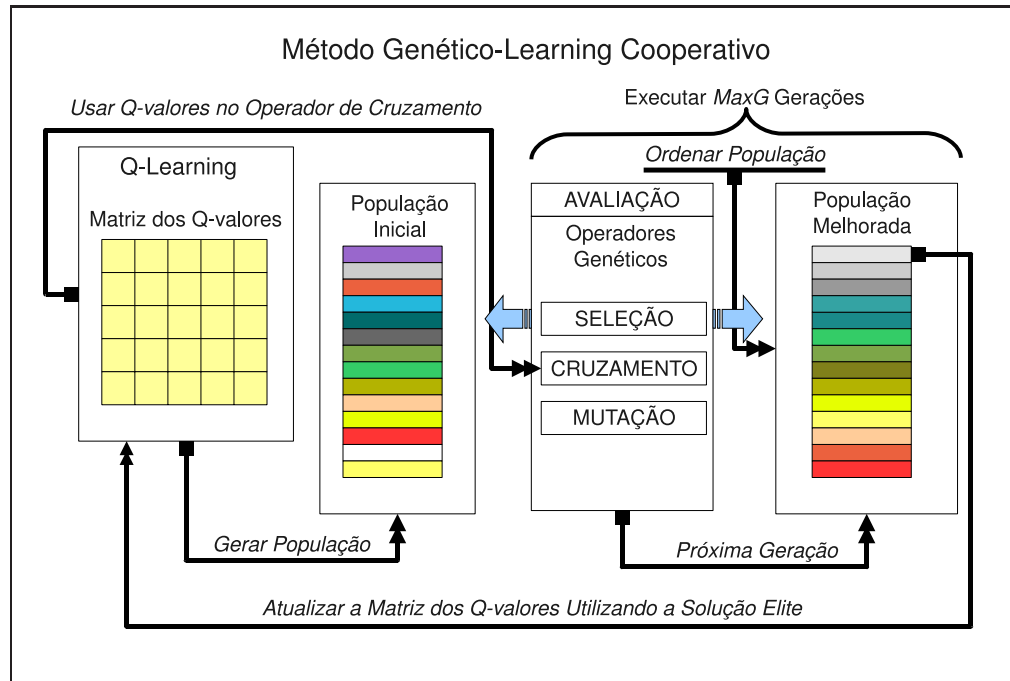 Método Genético-Learning Cooperativo
Usar Q-valores no Operador de Cruzamento
Executar MaxG Gerações
Ordenar População
Q-Learning
Matriz dos Q-valores
População
Inicial
AVALIAÇÃO
Operadores
Genéticos
SELEÇÃO
CRUZAMENTO
MUTAÇÃO
População
Melhorada
Gerar População
Próxima Geração
Atualizar a Matriz dos Q-valores Utilizando a Solução Elite